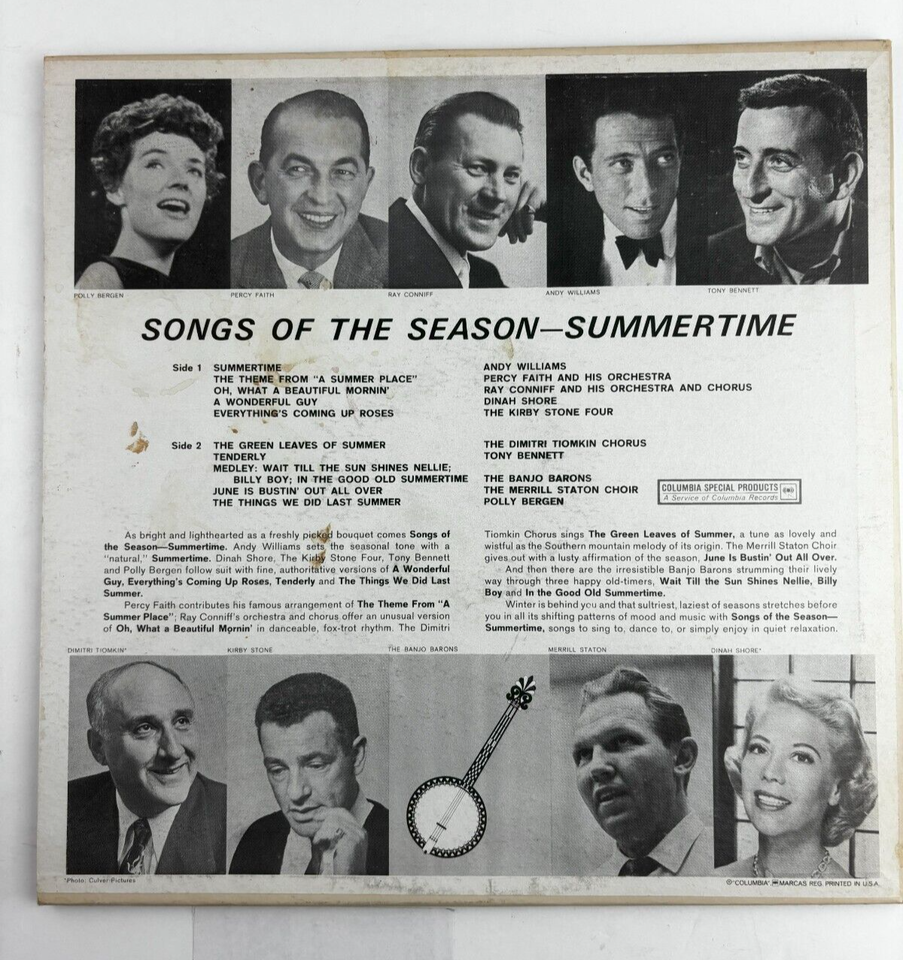 POLLY BERGEN
PERCY FAITH
RAY CONNIFF
ANDY WILLIAMS
TONY BENNETT
SONGS OF THE SEASON—SUMMERTIME
Side 1 SUMMERTIME ANDY WILLIAMS
THE THEME FROM "A SUMMER PLACE" PERCY FAITH AND HIS ORCHESTRA
OH, WHAT A BEAUTIFUL MORNIN' RAY CONNIFF AND HIS ORCHESTRA AND CHORUS
A WONDERFUL GUY DINAH SHORE
EVERYTHING'S COMING UP ROSES THE KIRBY STONE FOUR
Side 2 THE GREEN LEAVES OF SUMMER THE DIMITRI TIOMKIN CHORUS
TENDERLY TONY BENNETT
MEDLEY: WAIT TILL THE SUN SHINES NELLIE;
BILLY BOY; IN THE GOOD OLD SUMMERTIME THE BANJO BARONS
JUNE IS BUSTIN' OUT ALL OVER THE MERRILL STATON CHOIR
THE THINGS WE DID LAST SUMMER POLLY BERGEN
COLUMBIA SPECIAL PRODUCTS
A Service of Columbia Records
As bright and lighthearted as a freshly picked bouquet comes Songs of
the Season—Summertime. Andy Williams sets the seasonal tone with a
"natural," Summertime. Dinah Shore, The Kirby Stone Four, Tony Bennett
and Polly Bergen follow suit with fine, authoritative versions of A Wonderful
Guy, Everything's Coming Up Roses, Tenderly and The Things We Did Last
Summer.
Percy Faith contributes his famous arrangement of The Theme From "A
Summer Place"; Ray Conniff's orchestra and chorus offer an unusual version
of Oh, What a Beautiful Mornin' in danceable, fox-trot rhythm. The Dimitri
Tiomkin Chorus sings The Green Leaves of Summer, a tune as lovely and
wistful as the Southern mountain melody of its origin. The Merrill Staton Choir
gives out with a lusty affirmation of the season, June Is Bustin' Out All Over.
And then there are the irresistible Banjo Barons strumming their lively
way through three happy old-timers, Wait Till the Sun Shines Nellie, Billy
Boy and In the Good Old Summertime.
Winter is behind you and that sultriest, laziest of seasons stretches before
you in all its shifting patterns of mood and music with Songs of the Season—
Summertime, songs to sing to, dance to, or simply enjoy in quiet relaxation.
DIMITRI TIOMKIN*
KIRBY STONE
THE BANJO BARONS
MERRILL STATON
DINAH SHORE*
*Photo: Culver Pictures
® "COLUMBIA", MARCAS REG. PRINTED IN U.S.A.